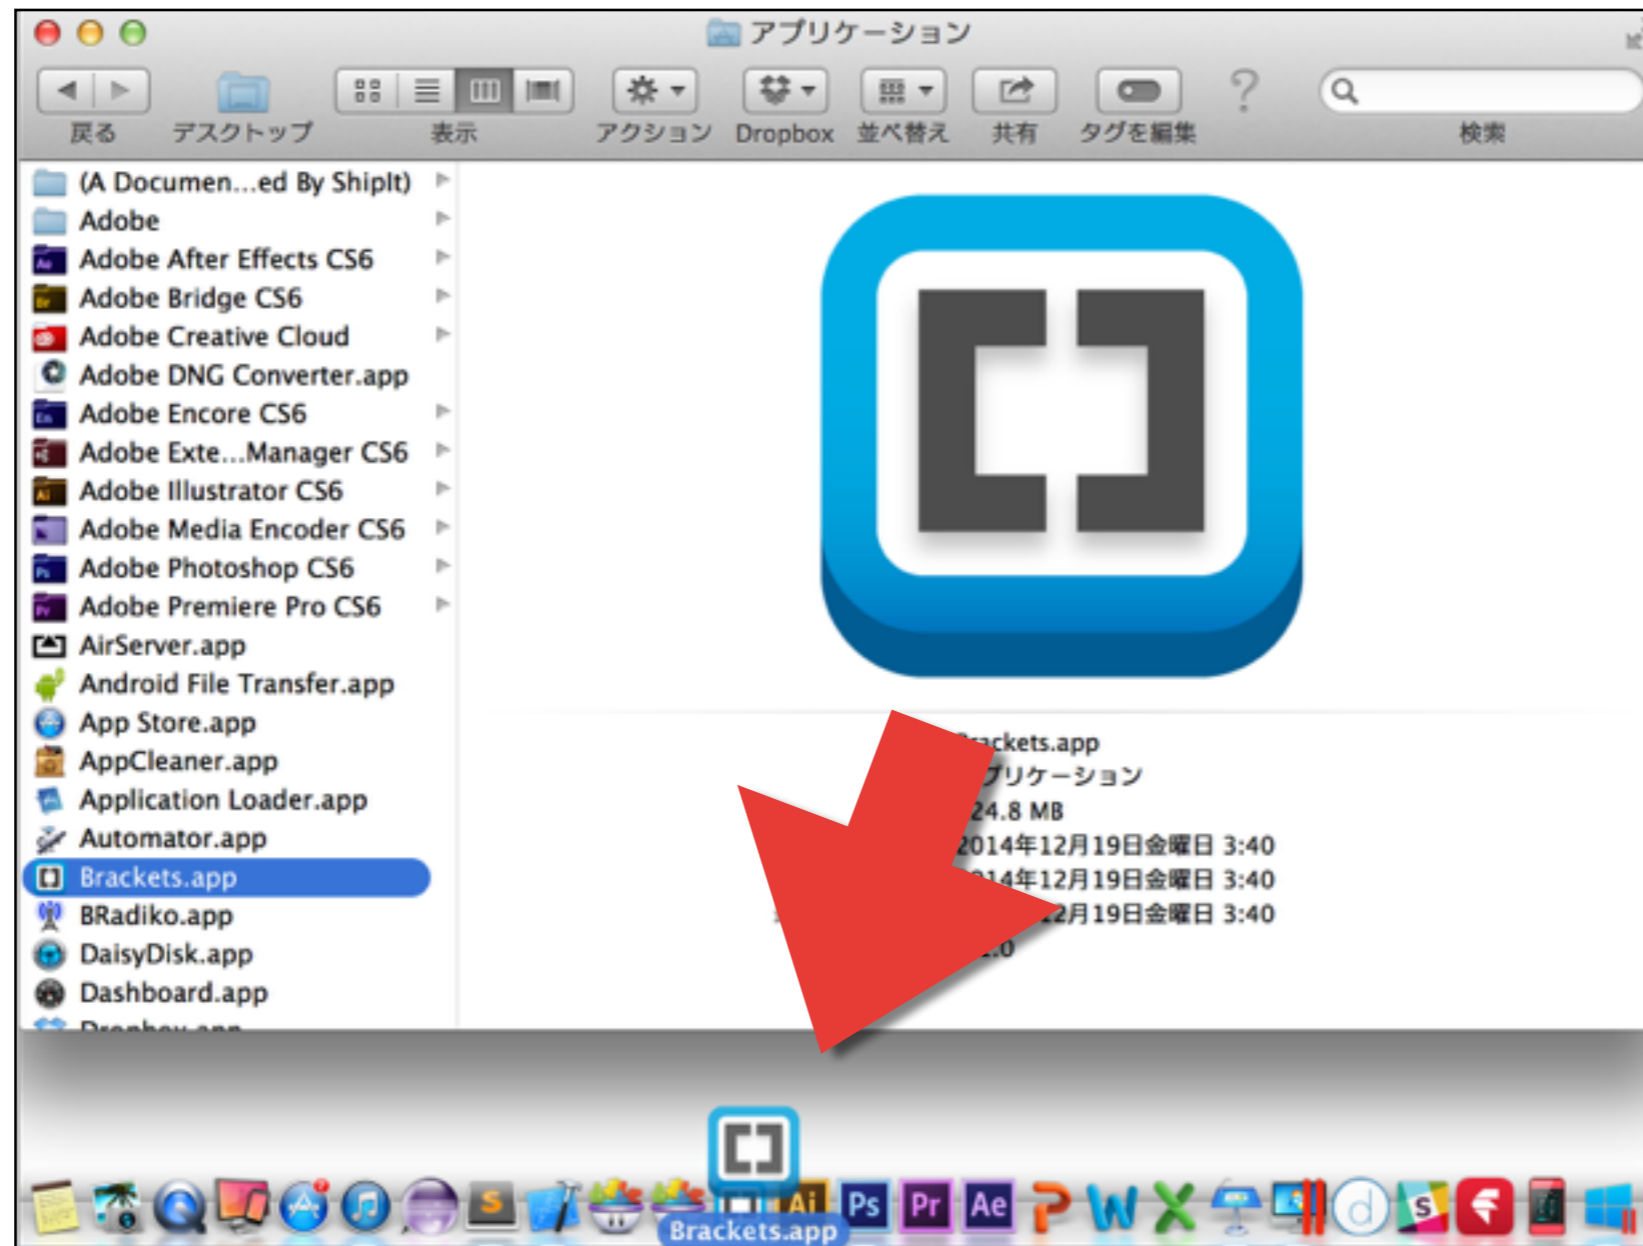 アプリケーション
戻る デスクトップ 表示 アクション Dropbox 並べ替え 共有 タグを編集 ? 検索
(A Documen...ed By ShipIt)
Adobe
Adobe After Effects CS6
Adobe Bridge CS6
Adobe Creative Cloud
Adobe DNG Converter.app
Adobe Encore CS6
Adobe Exte...Manager CS6
Adobe Illustrator CS6
Adobe Media Encoder CS6
Adobe Photoshop CS6
Adobe Premiere Pro CS6
AirServer.app
Android File Transfer.app
App Store.app
AppCleaner.app
Application Loader.app
Automator.app
Brackets.app
BRadiko.app
DaisyDisk.app
Dashboard.app
Brackets.app
プリケーション
24.8 MB
2014年12月19日金曜日 3:40
14年12月19日金曜日 3:40
月19日金曜日 3:40
.0
S Ai Ps Pr Ae P W X d S
Brackets.app